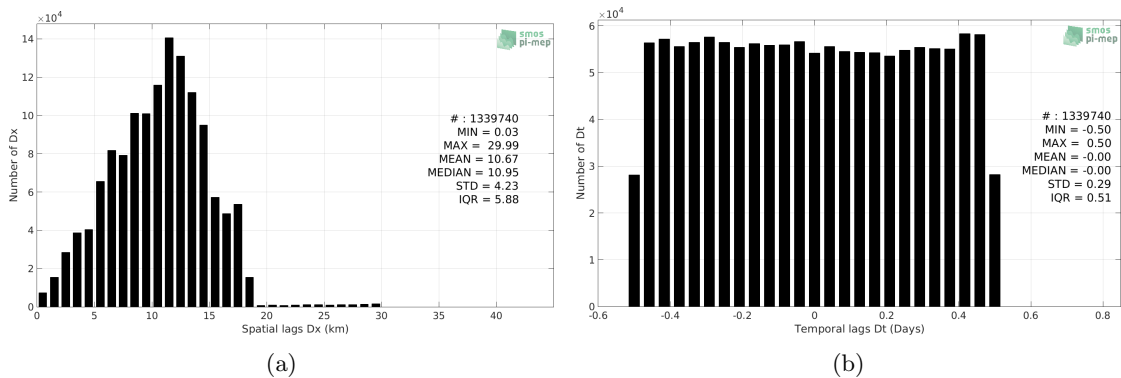 ×10⁴
14
12
10
8
6
4
2
0
Number of Dx
0 5 10 15 20 25 30 35 40
Spatial lags Dx (km)
smos
pi-mep
# : 1339740
MIN = 0.03
MAX = 29.99
MEAN = 10.67
MEDIAN = 10.95
STD = 4.23
IQR = 5.88
(a)
×10⁴
6
5
4
3
2
1
0
Number of Dt
-0.6 -0.4 -0.2 0 0.2 0.4 0.6 0.8
Temporal lags Dt (Days)
smos
pi-mep
# : 1339740
MIN = -0.50
MAX = 0.50
MEAN = -0.00
MEDIAN = -0.00
STD = 0.29
IQR = 0.51
(b)